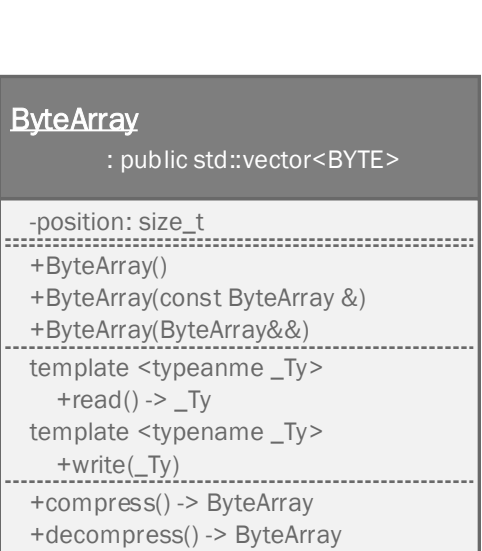 ByteArray
: public std::vector<BYTE>
-position: size_t
+ByteArray()
+ByteArray(const ByteArray &)
+ByteArray(ByteArray&&)
template <typeanme _Ty>
+read() -> _Ty
template <typename _Ty>
+write(_Ty)
+compress() -> ByteArray
+decompress() -> ByteArray